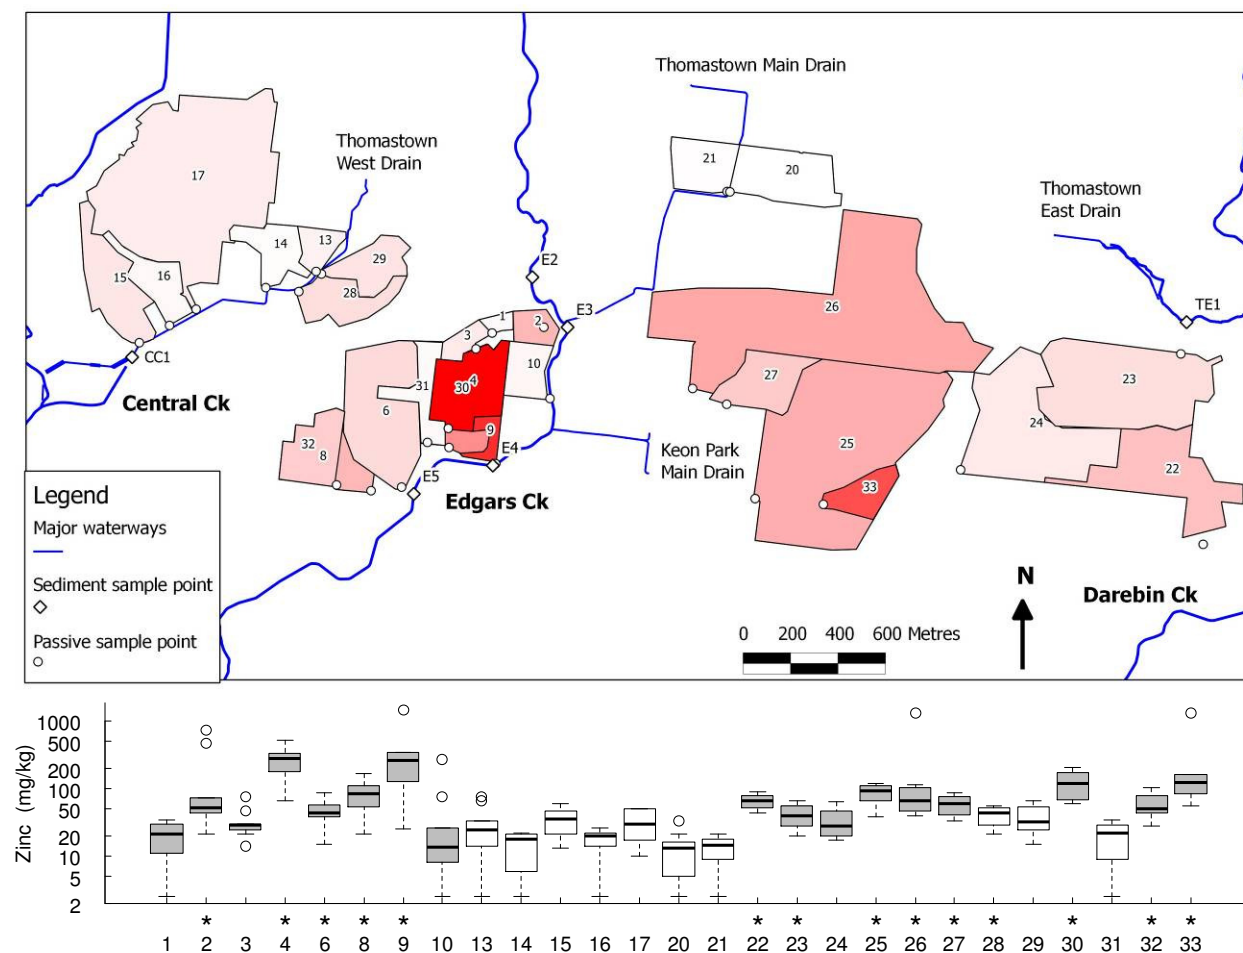 Thomastown Main Drain
Thomastown
West Drain
Thomastown
East Drain
17
21
20
14
13
29
15
16
28
E2
E3
TE1
26
1
2
3
10
CC1
30
4
31
6
27
23
24
Central Ck
9
E4
32
8
Keon Park
Main Drain
25
22
E5
33
Edgars Ck
Legend
Major waterways
Sediment sample point
Passive sample point
N
Darebin Ck
0 200 400 600 Metres
Zinc (mg/kg)
1000
500
200
100
50
20
10
5
2
* * * * * * * * * * * * * *
1 2 3 4 6 8 9 10 13 14 15 16 17 20 21 22 23 24 25 26 27 28 29 30 31 32 33